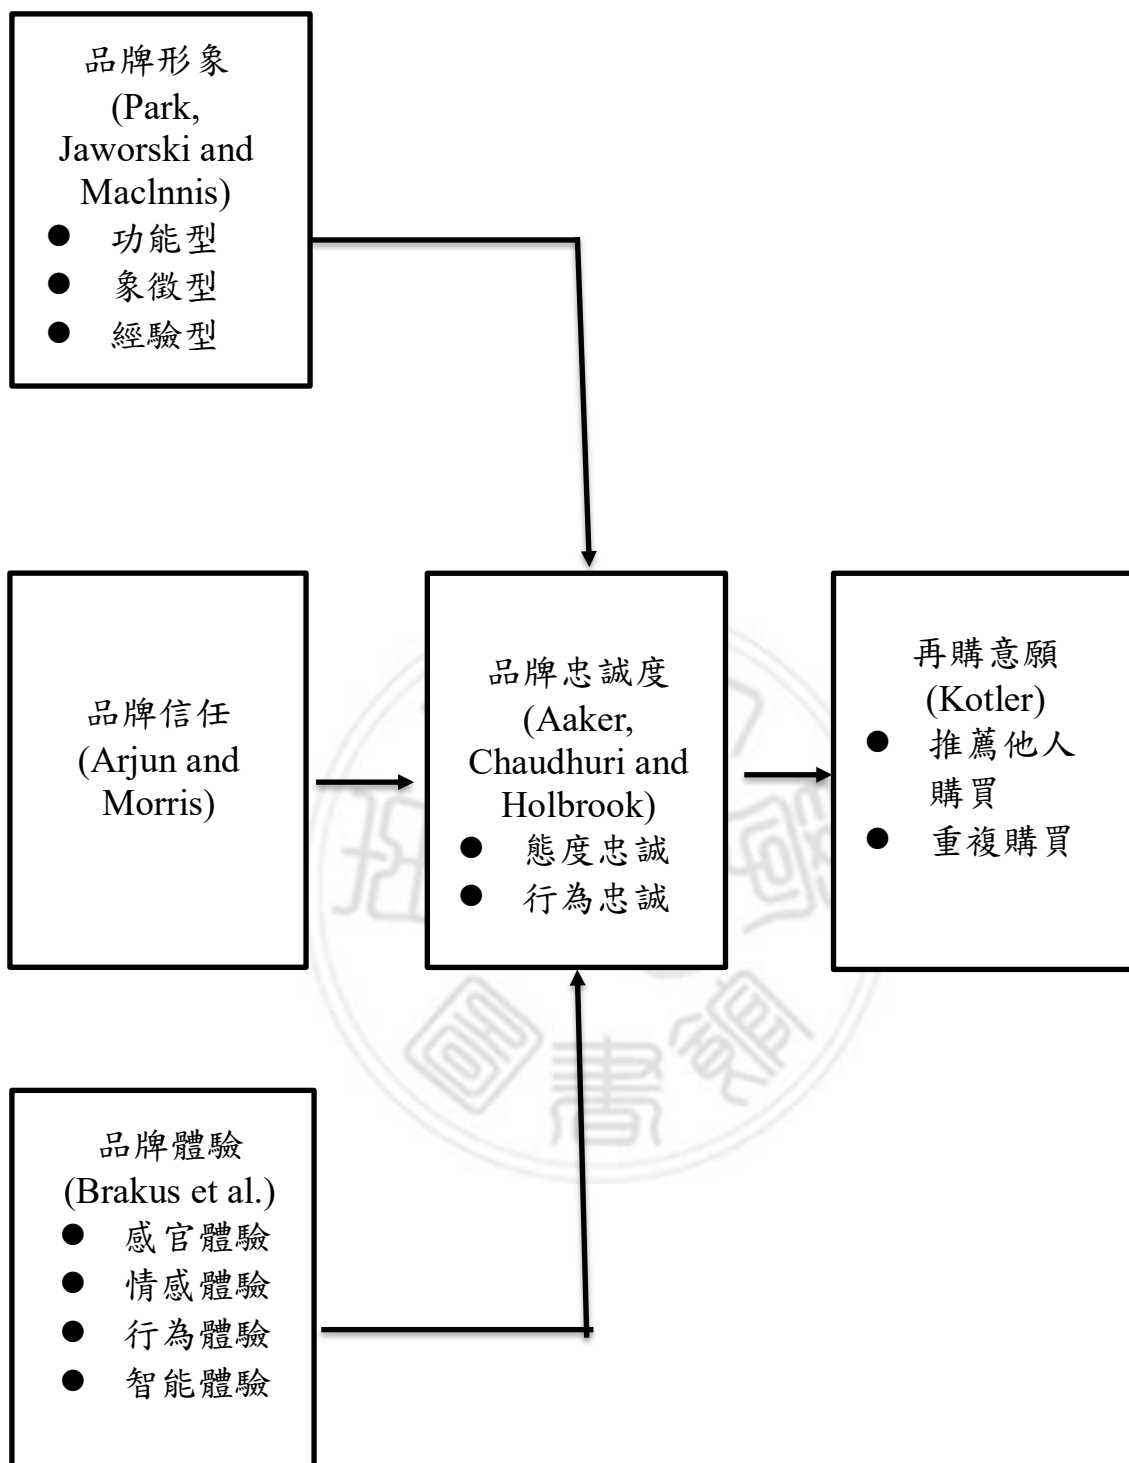 品牌形象
(Park,
Jaworski and
Maclnnis)
● 功能型
● 象徵型
● 經驗型
品牌信任
(Arjun and
Morris)
品牌忠誠度
(Aaker,
Chaudhuri and
Holbrook)
● 態度忠誠
● 行為忠誠
再購意願
(Kotler)
● 推薦他人
購買
● 重複購買
品牌體驗
(Brakus et al.)
● 感官體驗
● 情感體驗
● 行為體驗
● 智能體驗